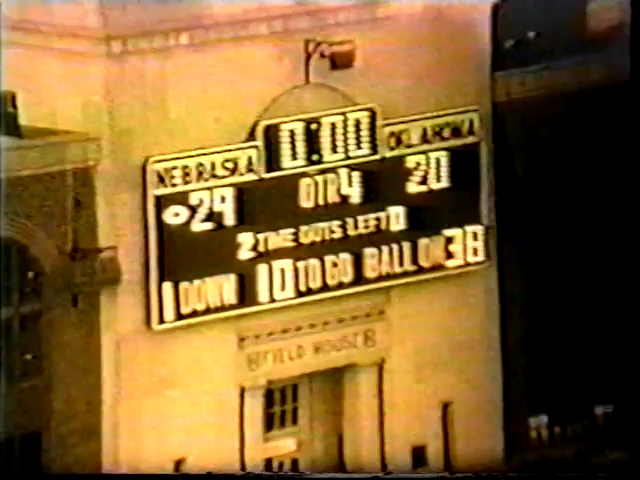 NEBRASKA 0:00 OKLAHOMA
29 QTR 4 20
2 TIME OUTS LEFT 0
1 DOWN 10 TO GO BALL ON 38
FIELD HOUSE